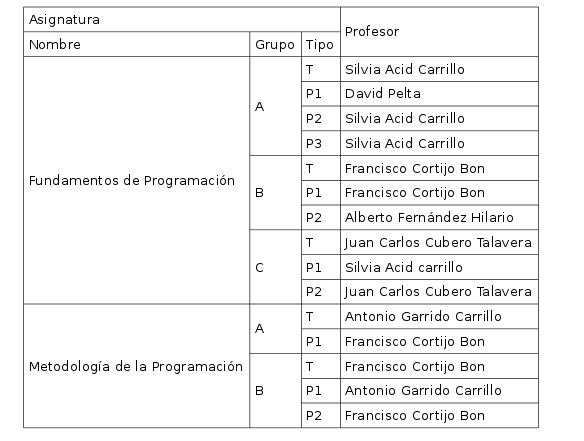 Asignatura
Profesor
Nombre Grupo Tipo
T Silvia Acid Carrillo
P1 David Pelta
A
P2 Silvia Acid Carrillo
P3 Silvia Acid Carrillo
T Francisco Cortijo Bon
Fundamentos de Programación
B P1 Francisco Cortijo Bon
P2 Alberto Fernández Hilario
T Juan Carlos Cubero Talavera
C P1 Silvia Acid carrillo
P2 Juan Carlos Cubero Talavera
T Antonio Garrido Carrillo
A
P1 Francisco Cortijo Bon
Metodología de la Programación
T Francisco Cortijo Bon
B P1 Antonio Garrido Carrillo
P2 Francisco Cortijo Bon